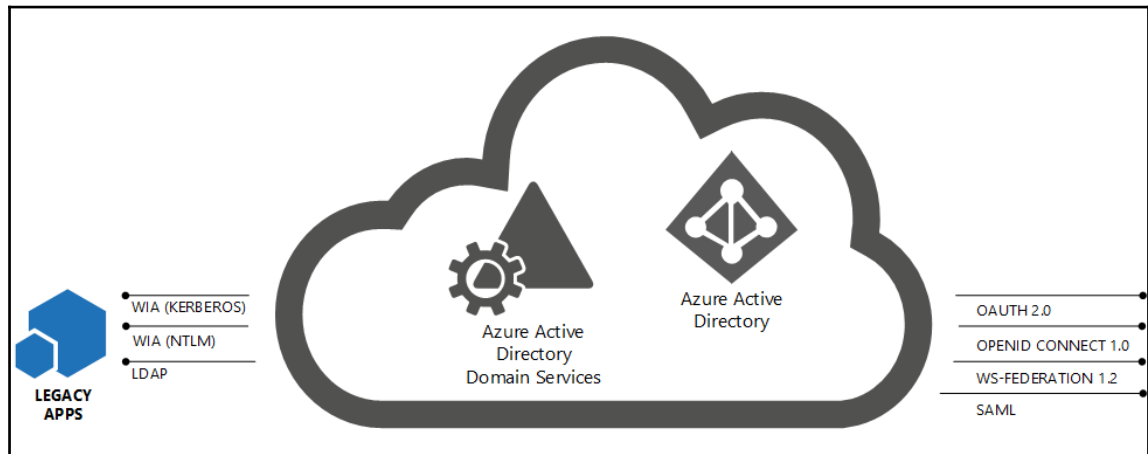 WIA (KERBEROS)
WIA (NTLM)
LDAP
LEGACY
APPS
Azure Active
Directory
Domain Services
Azure Active
Directory
OAUTH 2.0
OPENID CONNECT 1.0
WS-FEDERATION 1.2
SAML